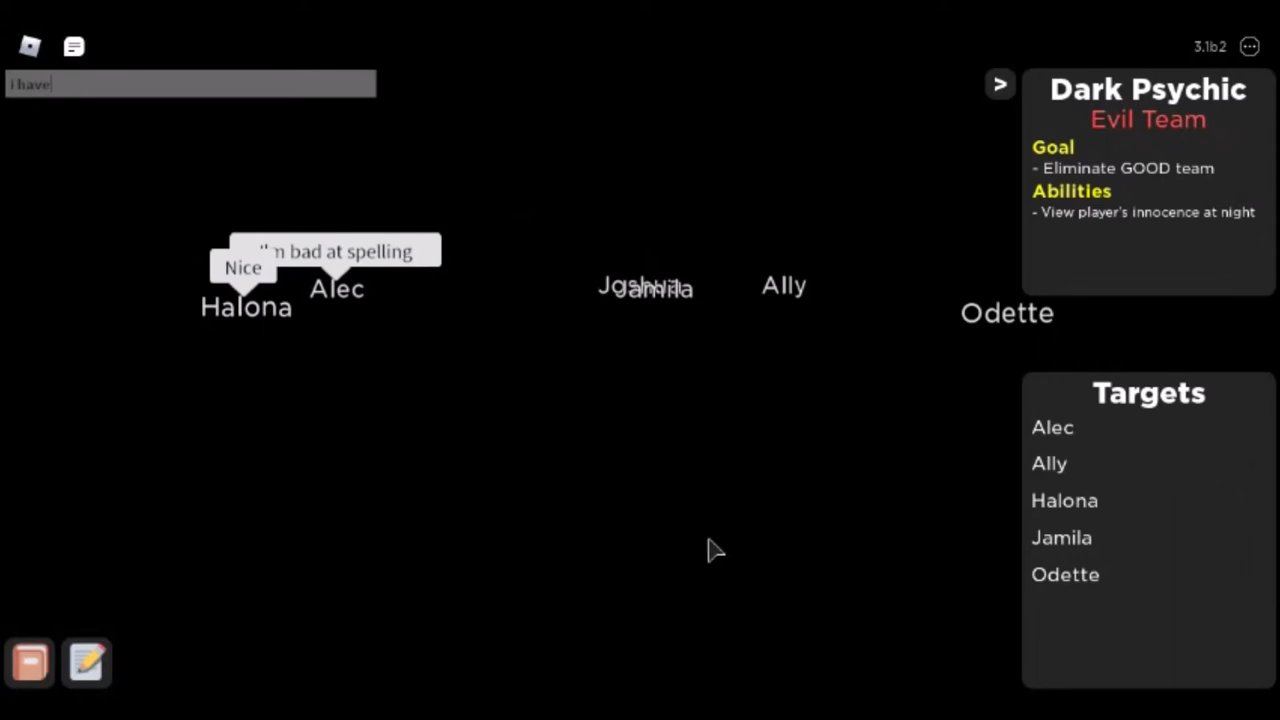 3.1b2
i have
>
Dark Psychic
Evil Team
Goal
- Eliminate GOOD team
Abilities
- View player's innocence at night
I'm bad at spelling
Nice
Halona
Alec
Joshua
Jamila
Ally
Odette
Targets
Alec
Ally
Halona
Jamila
Odette